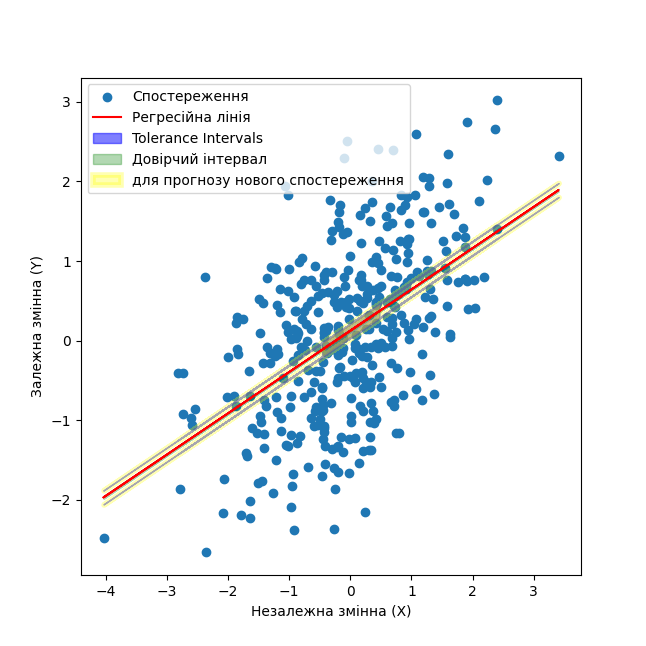 Спостереження
Регресійна лінія
Tolerance Intervals
Довірчий інтервал
для прогнозу нового спостереження
3
2
1
0
−1
−2
Залежна змінна (Y)
−4 −3 −2 −1 0 1 2 3
Незалежна змінна (X)